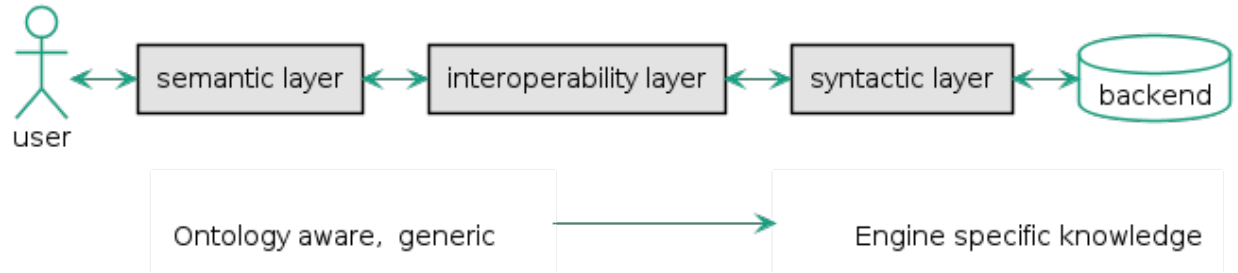 semantic layer
interoperability layer
syntactic layer
backend
user
Ontology aware,  generic
Engine specific knowledge